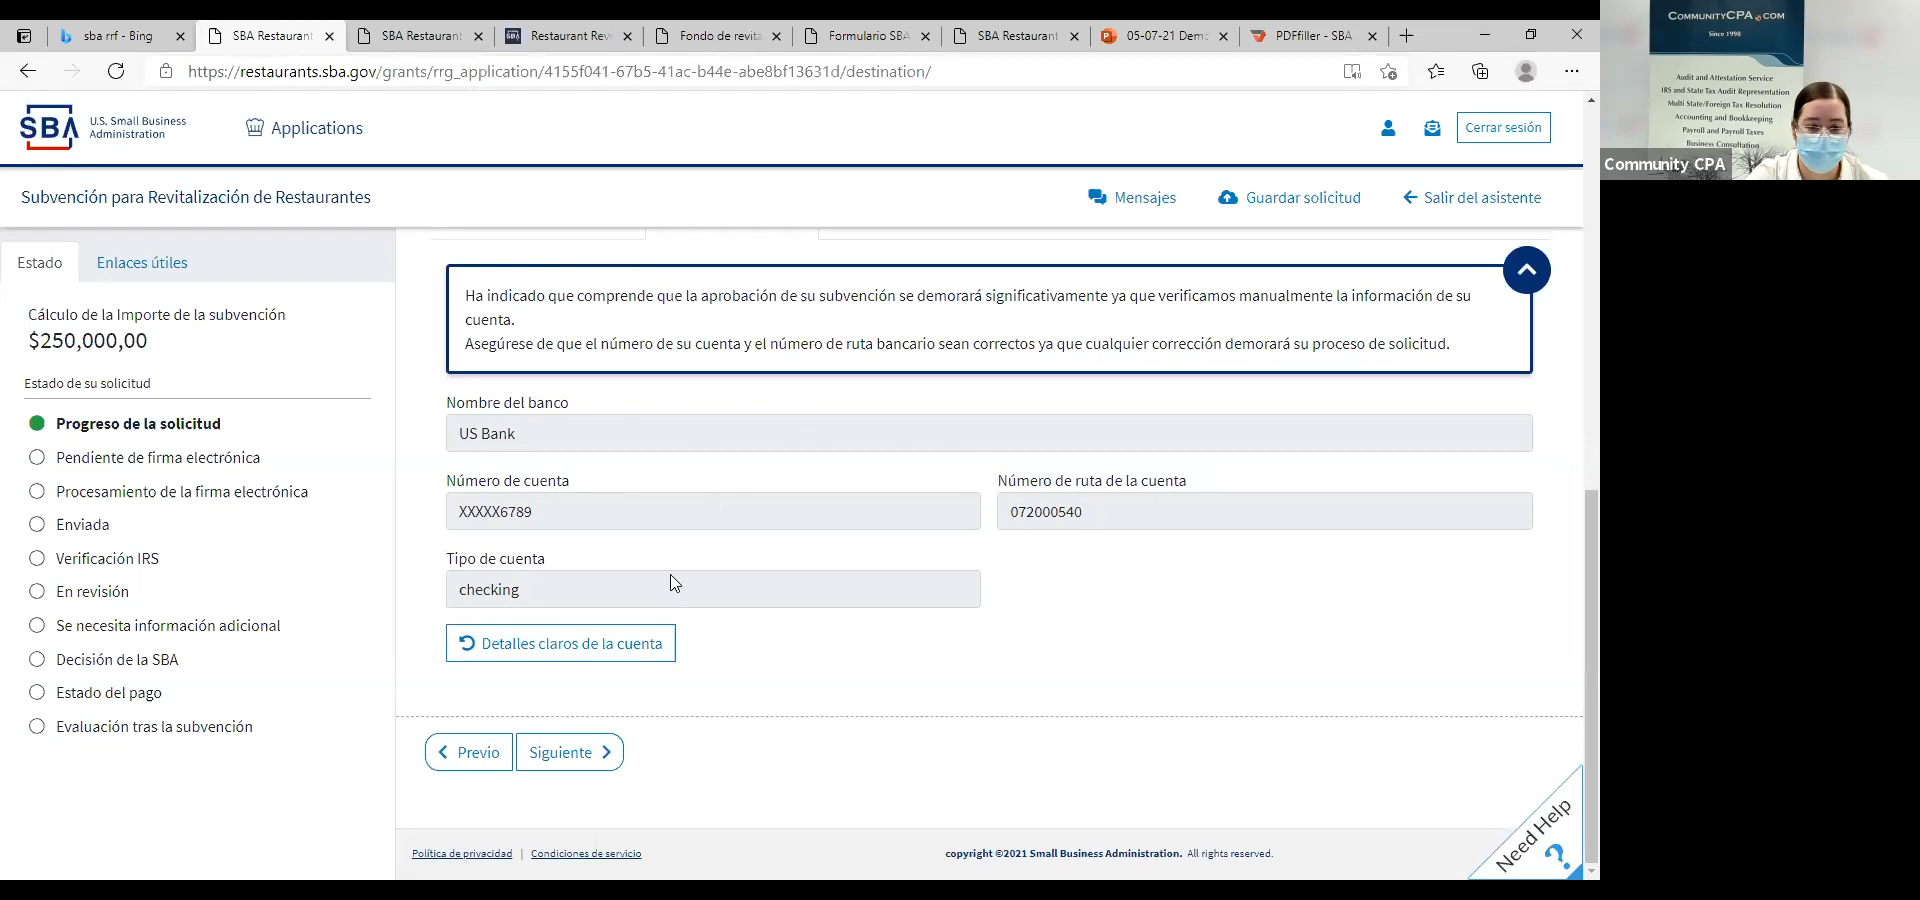 sba rrf - Bing
SBA Restaurant
SBA Restaurant
Restaurant Rev
Fondo de revita
Formulario SBA
SBA Restaurant
05-07-21 Demo
PDFfiller - SBA
https://restaurants.sba.gov/grants/rrg_application/4155f041-67b5-41ac-b44e-abe8bf13631d/destination/
SBA
U.S. Small Business
Administration
Applications
Cerrar sesión
Subvención para Revitalización de Restaurantes
Mensajes
Guardar solicitud
Salir del asistente
Estado
Enlaces útiles
Cálculo de la Importe de la subvención
$250,000,00
Estado de su solicitud
Progreso de la solicitud
Pendiente de firma electrónica
Procesamiento de la firma electrónica
Enviada
Verificación IRS
En revisión
Se necesita información adicional
Decisión de la SBA
Estado del pago
Evaluación tras la subvención
Ha indicado que comprende que la aprobación de su subvención se demorará significativamente ya que verificamos manualmente la información de su
cuenta.
Asegúrese de que el número de su cuenta y el número de ruta bancario sean correctos ya que cualquier corrección demorará su proceso de solicitud.
Nombre del banco
US Bank
Número de cuenta
XXXXX6789
Número de ruta de la cuenta
072000540
Tipo de cuenta
checking
Detalles claros de la cuenta
Previo
Siguiente
Need Help
?
Política de privacidad | Condiciones de servicio
copyright ©2021 Small Business Administration. All rights reserved.
COMMUNITYCPA.COM
Since 1998
Audit and Attestation Service
IRS and State Tax Audit Representation
Multi State/Foreign Tax Resolution
Accounting and Bookkeeping
Payroll and Payroll Taxes
Business Consultation
Community CPA